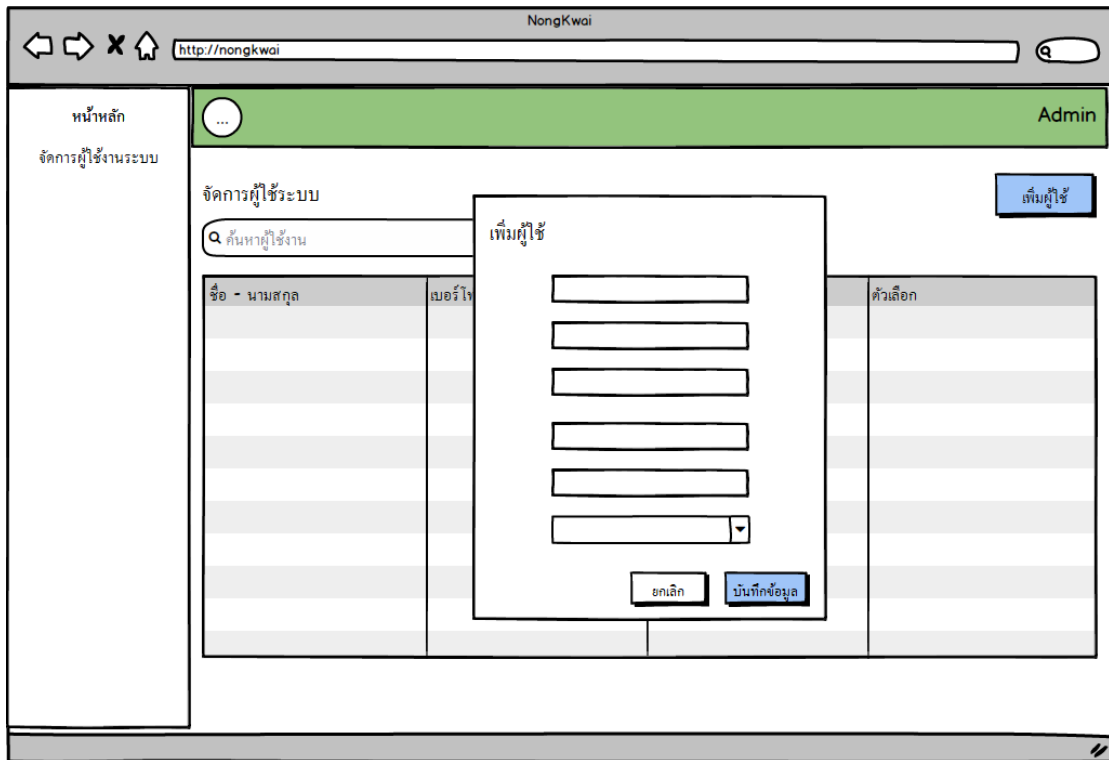 NongKwai
http://nongkwai
หน้าหลัก
จัดการผู้ใช้งานระบบ
...
Admin
จัดการผู้ใช้ระบบ
เพิ่มผู้ใช้
ค้นหาผู้ใช้งาน
ชื่อ - นามสกุล
ตัวเลือก
เพิ่มผู้ใช้
ยกเลิก
บันทึกข้อมูล